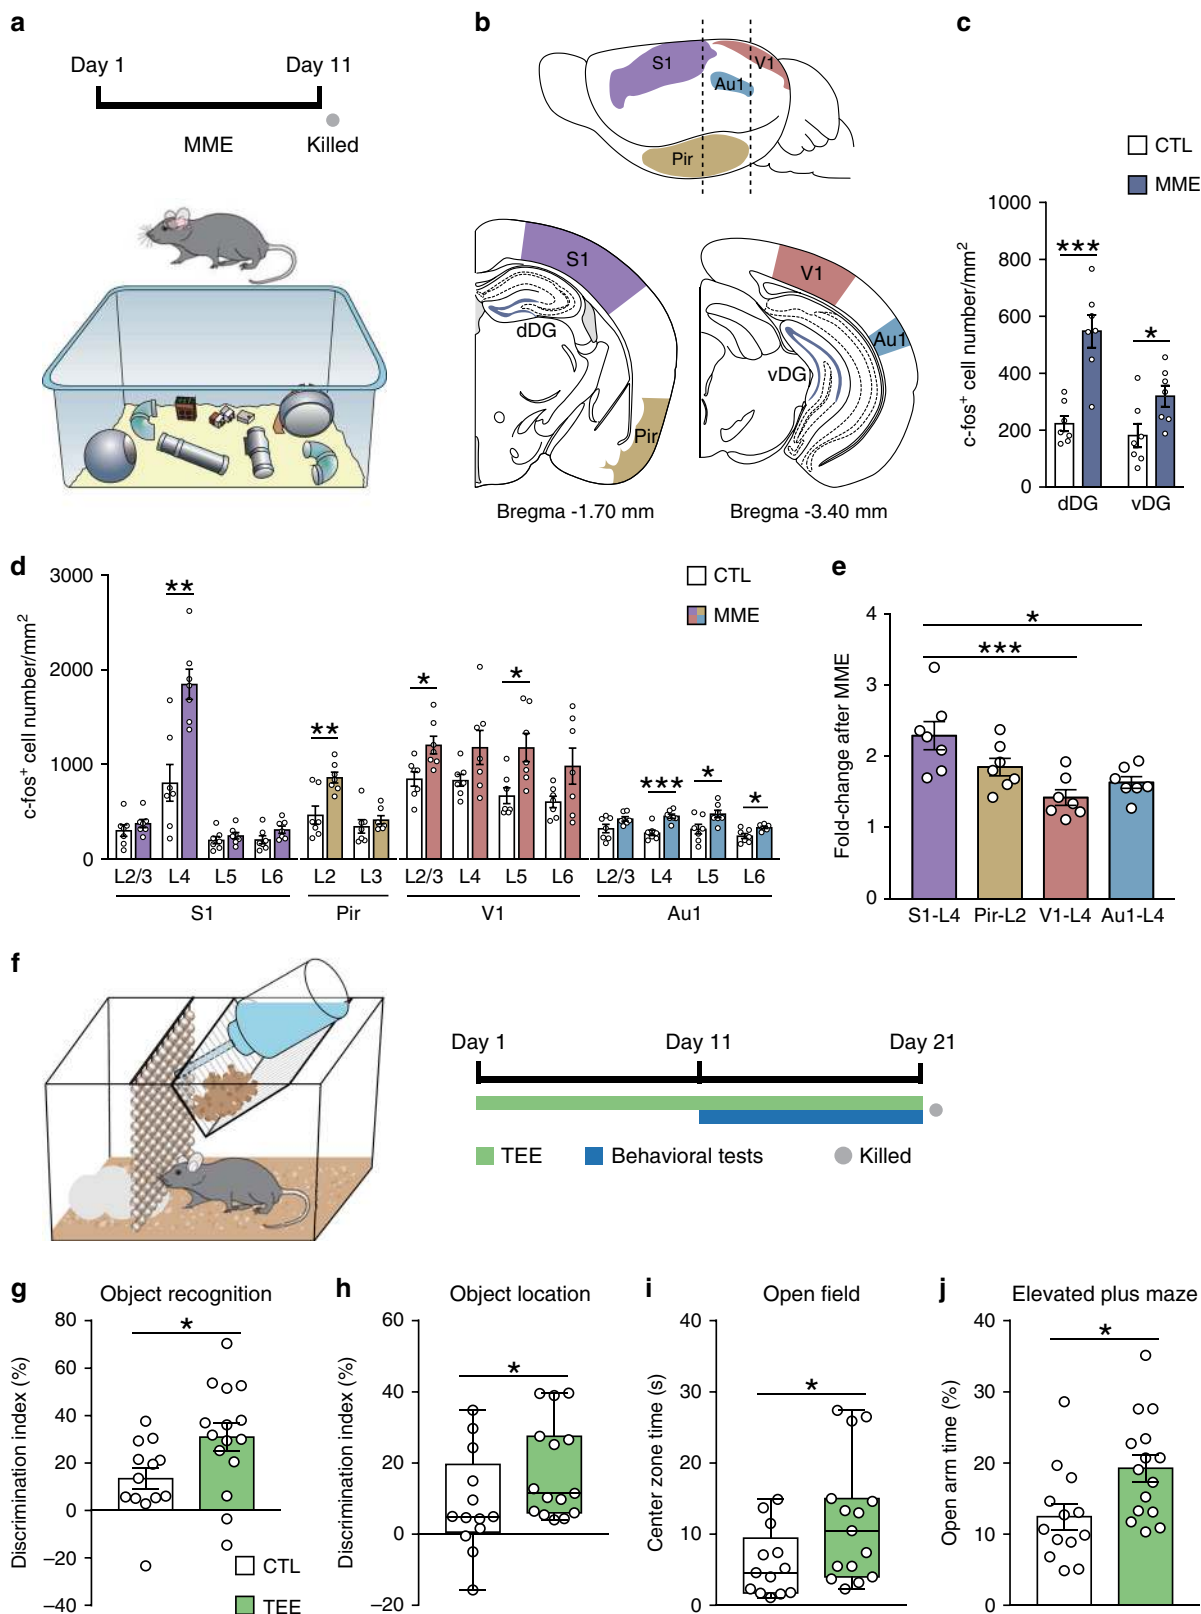 a
Day 1
Day 11
MME
Killed
b
S1
V1
Au1
Pir
S1
dDG
Pir
Bregma -1.70 mm
V1
Au1
vDG
Bregma -3.40 mm
c
CTL
MME
c-fos⁺ cell number/mm²
1000
800
600
400
200
0
***
*
dDG
vDG
d
c-fos⁺ cell number/mm²
3000
2000
1000
0
CTL
MME
**
**
*
*
***
*
*
L2/3 L4 L5 L6 L2 L3 L2/3 L4 L5 L6 L2/3 L4 L5 L6
S1 Pir V1 Au1
e
Fold-change after MME
4
3
2
1
0
*
***
S1-L4 Pir-L2 V1-L4 Au1-L4
f
Day 1
Day 11
Day 21
TEE
Behavioral tests
Killed
g
Object recognition
Discrimination index (%)
80
60
40
20
0
–20
–40
*
CTL
TEE
h
Object location
Discrimination index (%)
60
40
20
0
–20
*
i
Open field
Center zone time (s)
40
30
20
10
0
*
j
Elevated plus maze
Open arm time (%)
40
30
20
10
0
*